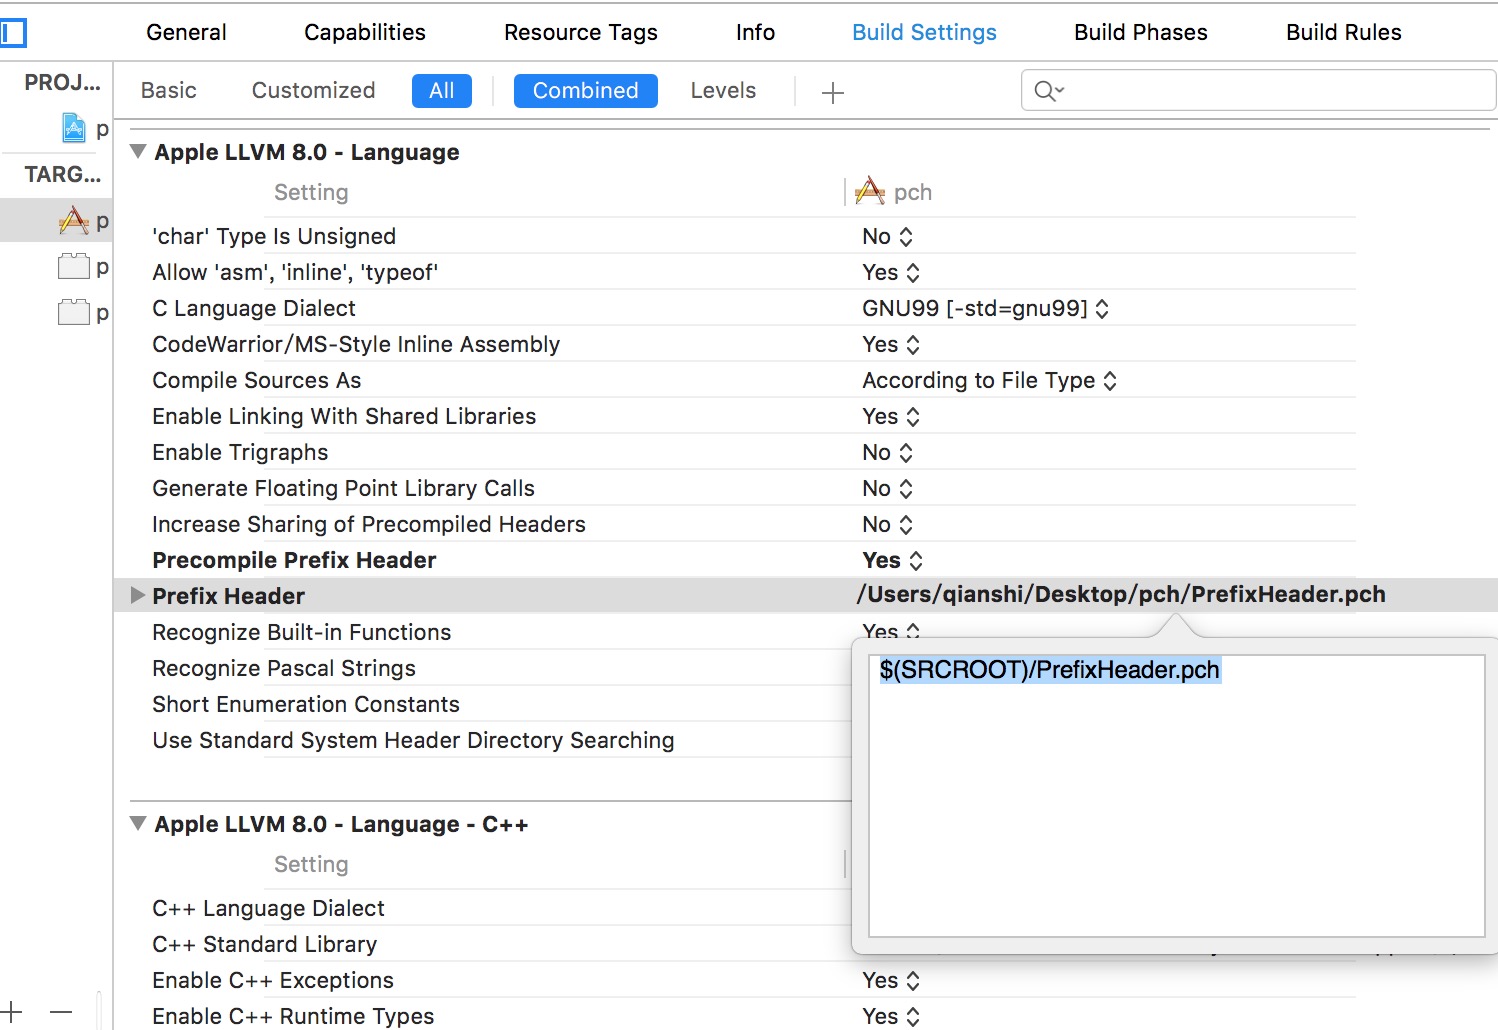 General Capabilities Resource Tags Info Build Settings Build Phases Build Rules
PROJ...
Basic Customized All Combined Levels
p
Apple LLVM 8.0 - Language
TARG...
Setting pch
p
'char' Type Is Unsigned No
p
Allow 'asm', 'inline', 'typeof' Yes
C Language Dialect GNU99 [-std=gnu99]
p
CodeWarrior/MS-Style Inline Assembly Yes
Compile Sources As According to File Type
Enable Linking With Shared Libraries Yes
Enable Trigraphs No
Generate Floating Point Library Calls No
Increase Sharing of Precompiled Headers No
Precompile Prefix Header Yes
Prefix Header /Users/qianshi/Desktop/pch/PrefixHeader.pch
Recognize Built-in Functions Yes
Recognize Pascal Strings
$(SRCROOT)/PrefixHeader.pch
Short Enumeration Constants
Use Standard System Header Directory Searching
Apple LLVM 8.0 - Language - C++
Setting
C++ Language Dialect
C++ Standard Library
Enable C++ Exceptions Yes
Enable C++ Runtime Types Yes